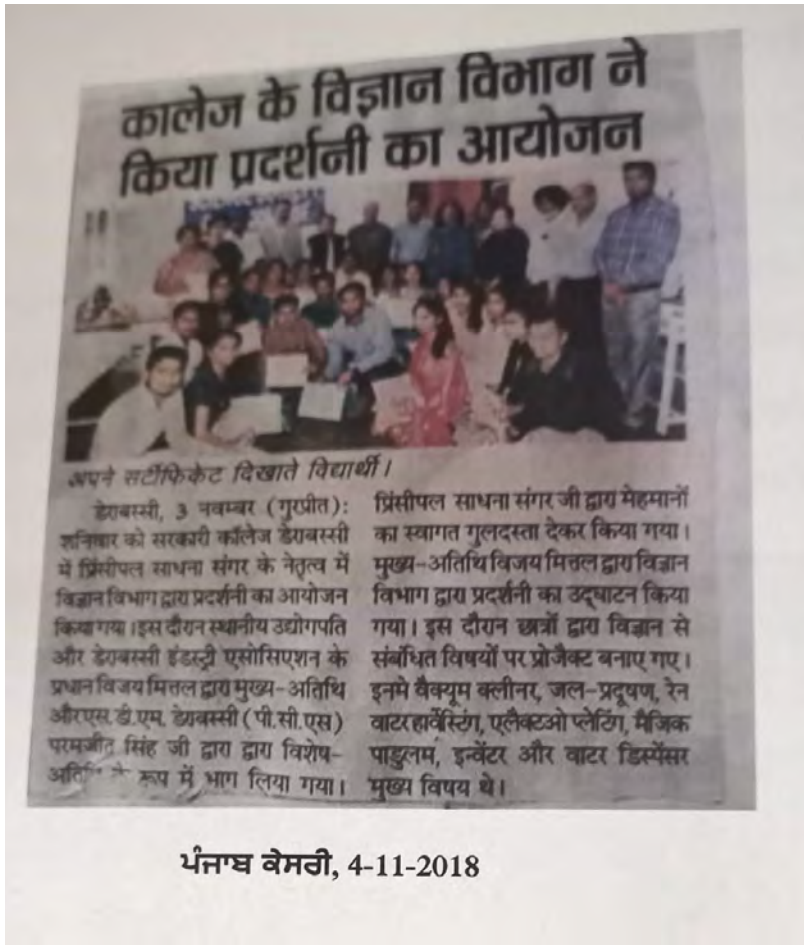 कालेज के विज्ञान विभाग ने
किया प्रदर्शनी का आयोजन
अपने सर्टीफिकेट दिखाते विद्यार्थी।
डेराबस्सी, 3 नवम्बर (गुरप्रीत):
शनिवार को सरकारी कॉलेज डेराबस्सी
में प्रिंसीपल साधना संगर के नेतृत्व में
विज्ञान विभाग द्वारा प्रदर्शनी का आयोजन
किया गया। इस दौरान स्थानीय उद्योगपति
और डेराबस्सी इंडस्ट्री एसोसिएशन के
प्रधान विजय मित्तल द्वारा मुख्य-अतिथि
और एस.डी.एम. डेराबस्सी (पी.सी.एस)
परमजीत सिंह जी द्वारा द्वारा विशेष-
रूप में भाग लिया गया।
प्रिंसीपल साधना संगर जी द्वारा मेहमानों
का स्वागत गुलदस्ता देकर किया गया।
मुख्य-अतिथि विजय मित्तल द्वारा विज्ञान
विभाग द्वारा प्रदर्शनी का उद्घाटन किया
गया। इस दौरान छात्रों द्वारा विज्ञान से
संबंधित विषयों पर प्रोजैक्ट बनाए गए।
इनमे वैक्यूम क्लीनर, जल-प्रदूषण, रेन
वाटर हार्वेस्टिंग, एलैक्टओ प्लेटिंग, मैजिक
पाडुलम, इन्वेंटर और वाटर डिस्पेंसर
मुख्य विषय थे।
ਪੰਜਾਬ ਕੇਸਰੀ, 4-11-2018